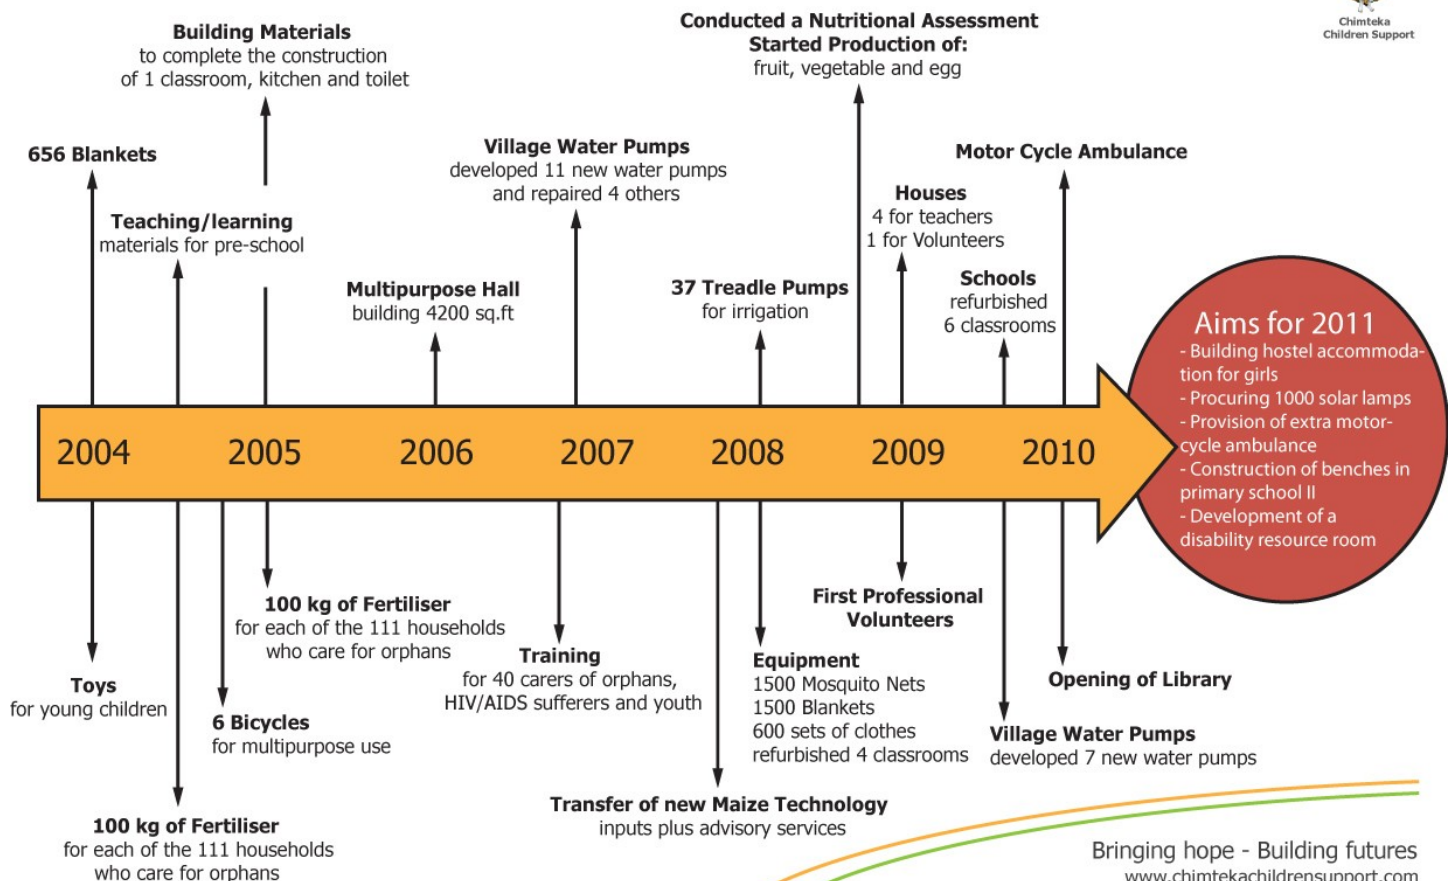 Chimteka
Children Support
Building Materials
to complete the construction
of 1 classroom, kitchen and toilet
Conducted a Nutritional Assessment
Started Production of:
fruit, vegetable and egg
656 Blankets
Teaching/learning
materials for pre-school
Village Water Pumps
developed 11 new water pumps
and repaired 4 others
Motor Cycle Ambulance
Houses
4 for teachers
1 for Volunteers
Multipurpose Hall
building 4200 sq.ft
37 Treadle Pumps
for irrigation
Schools
refurbished
6 classrooms
2004
2005
2006
2007
2008
2009
2010
Aims for 2011
- Building hostel accommoda-
tion for girls
- Procuring 1000 solar lamps
- Provision of extra motor-
cycle ambulance
- Construction of benches in
primary school II
- Development of a
disability resource room
Toys
for young children
100 kg of Fertiliser
for each of the 111 households
who care for orphans
6 Bicycles
for multipurpose use
100 kg of Fertiliser
for each of the 111 households
who care for orphans
Training
for 40 carers of orphans,
HIV/AIDS sufferers and youth
Transfer of new Maize Technology
inputs plus advisory services
Equipment
1500 Mosquito Nets
1500 Blankets
600 sets of clothes
refurbished 4 classrooms
First Professional
Volunteers
Village Water Pumps
developed 7 new water pumps
Opening of Library
Bringing hope - Building futures
www.chimtekachildrensupport.com